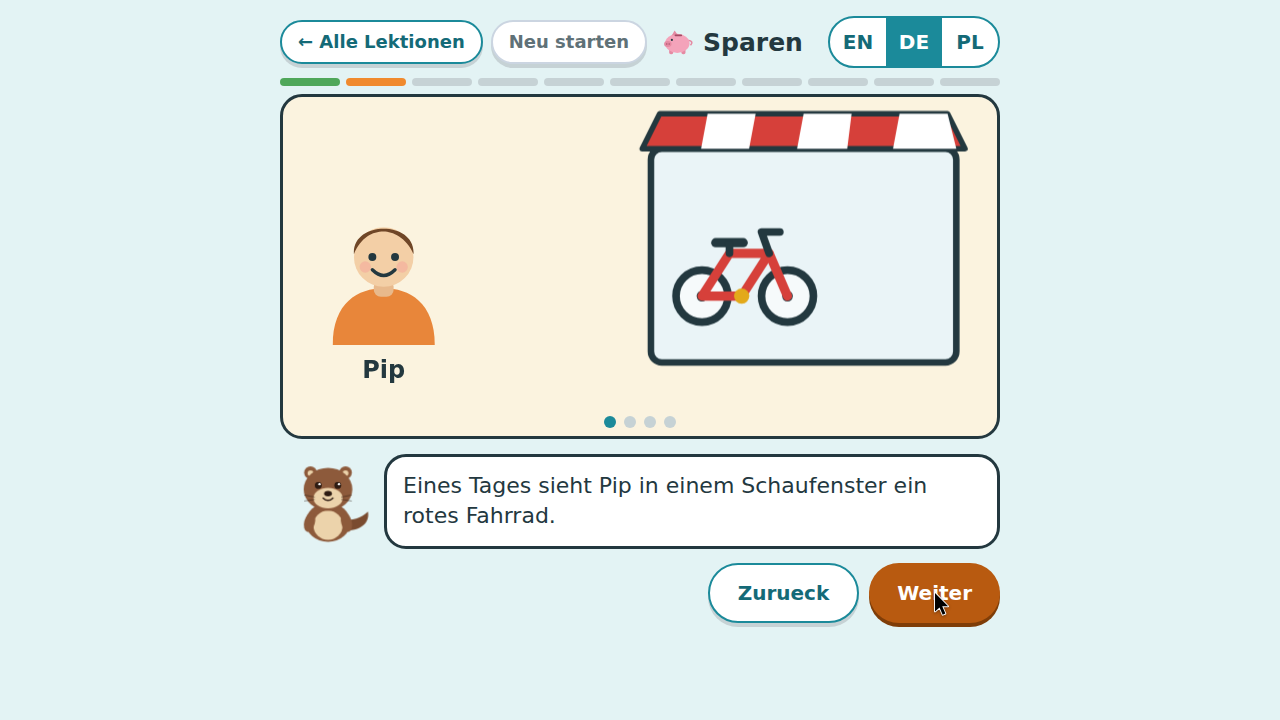 ← Alle Lektionen
Neu starten
Sparen
EN DE PL
Pip
Eines Tages sieht Pip in einem Schaufenster ein
rotes Fahrrad.
Zurueck
Weiter